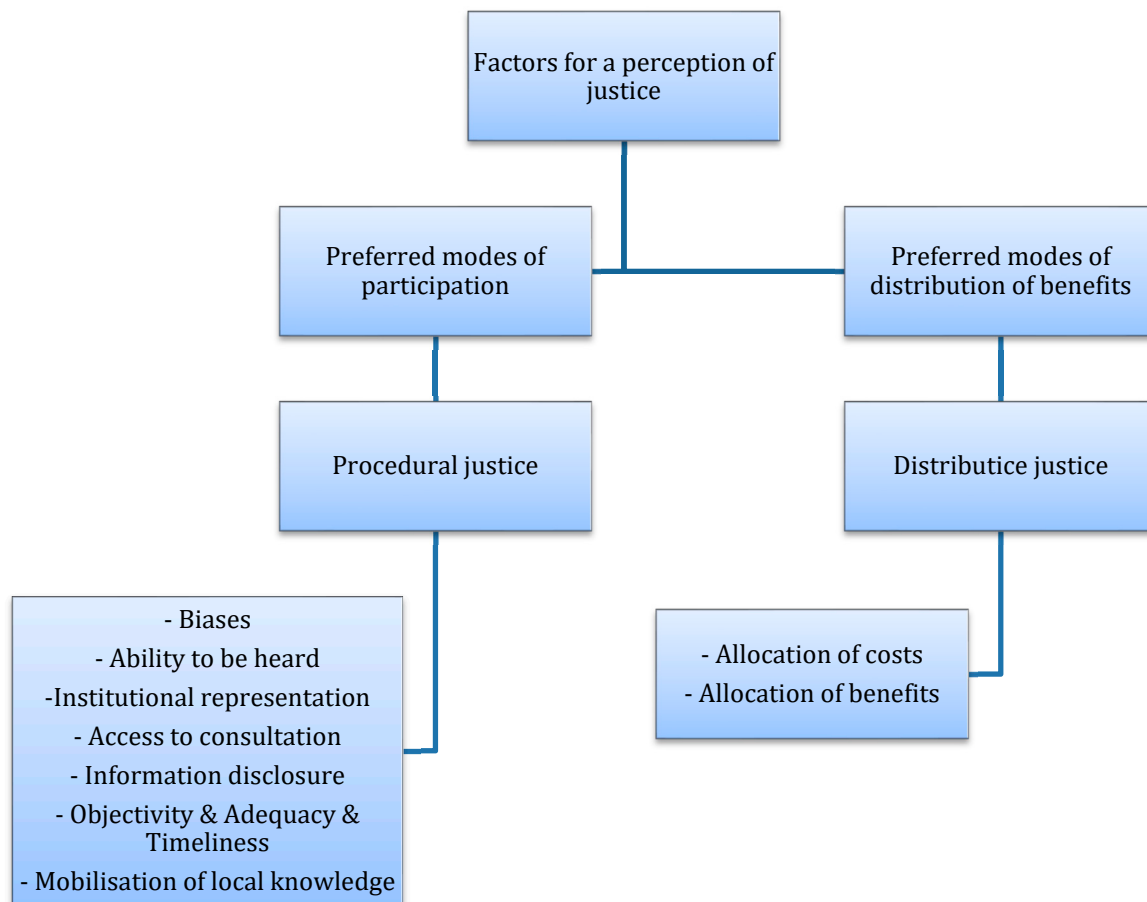 Factors for a perception of
justice
Preferred modes of
participation
Preferred modes of
distribution of benefits
Procedural justice
Distributice justice
- Biases
- Ability to be heard
-Institutional representation
- Access to consultation
- Information disclosure
- Objectivity & Adequacy &
Timeliness
- Mobilisation of local knowledge
- Allocation of costs
- Allocation of benefits